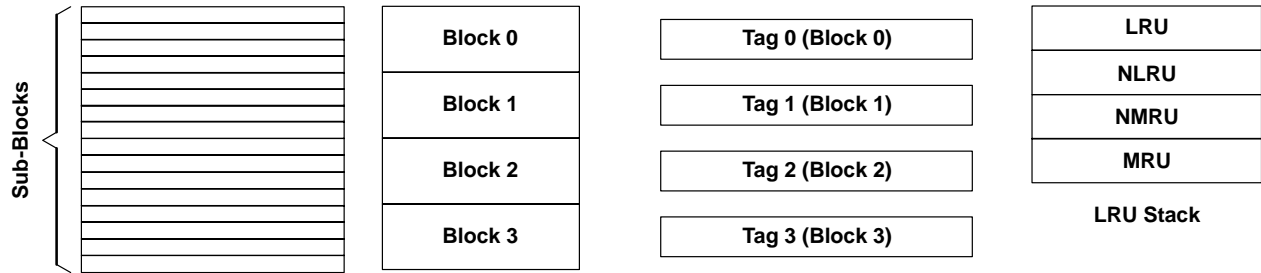 Sub-Blocks
Block 0
Block 1
Block 2
Block 3
Tag 0 (Block 0)
Tag 1 (Block 1)
Tag 2 (Block 2)
Tag 3 (Block 3)
LRU
NLRU
NMRU
MRU
LRU Stack